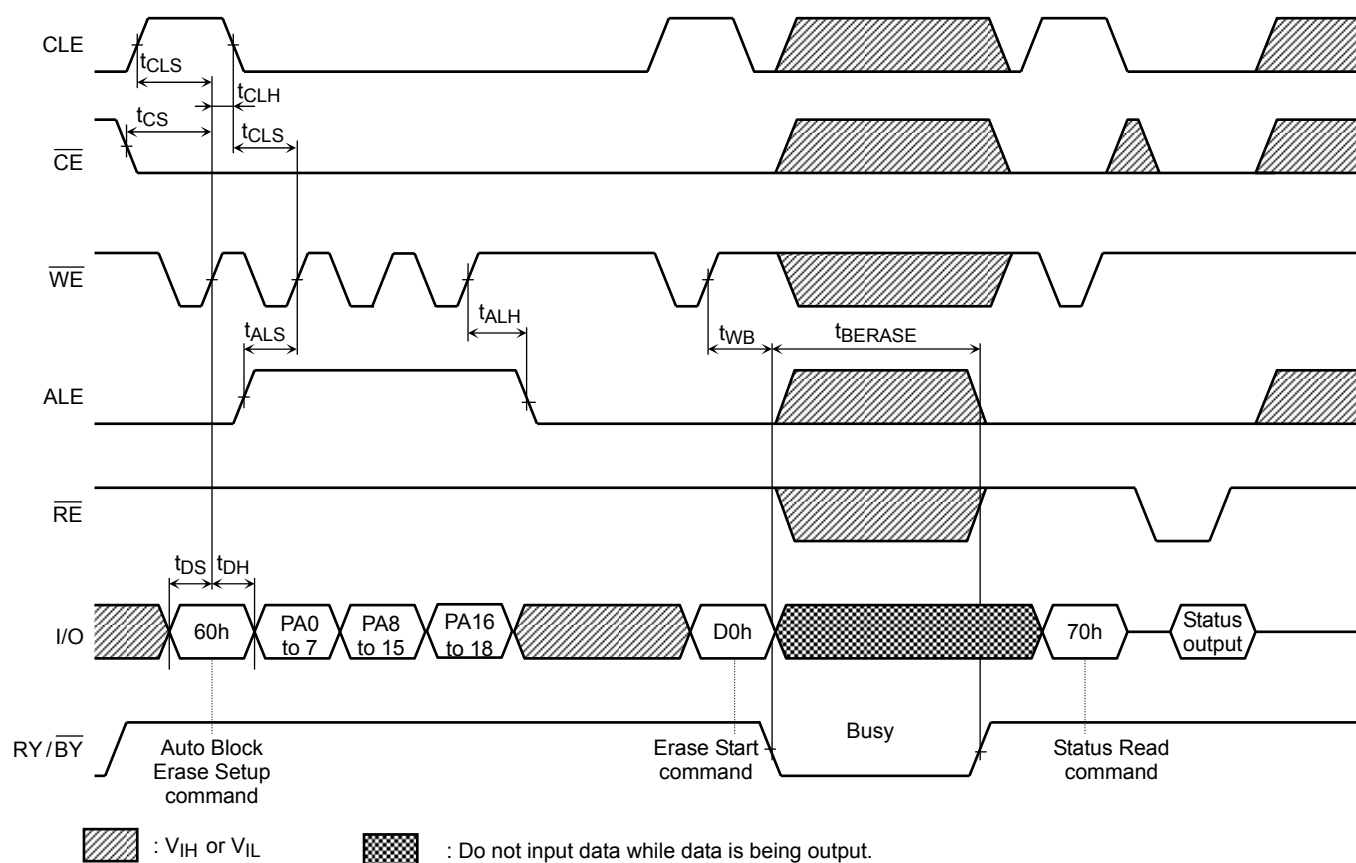 CLE
tCLS
tCLH
tCS
tCLS
CE
WE
tALS
tALH
tWB
tBERASE
ALE
RE
tDS
tDH
I/O
60h
PA0
to 7
PA8
to 15
PA16
to 18
D0h
70h
Status
output
RY/BY
Busy
Auto Block
Erase Setup
command
Erase Start
command
Status Read
command
: VIH or VIL
: Do not input data while data is being output.